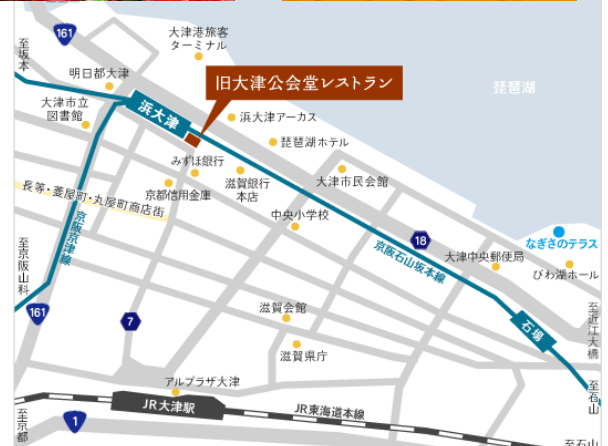 161
至坂本
大津港旅客
ターミナル
明日都大津
旧大津公会堂レストラン
琵琶湖
大津市立
図書館
浜大津
浜大津アーカス
琵琶湖ホテル
みずほ銀行
京都信用金庫
滋賀銀行
本店
大津市民会館
長等・菱屋町・丸屋町商店街
中央小学校
京阪京津線
至京阪山科
18
京阪石山坂本線
大津中央郵便局
なぎさのテラス
びわ湖ホール
161
7
滋賀会館
滋賀県庁
石場
至近江大橋
アルプラザ大津
JR大津駅
JR東海道本線
至石山
至京都
1
至石山